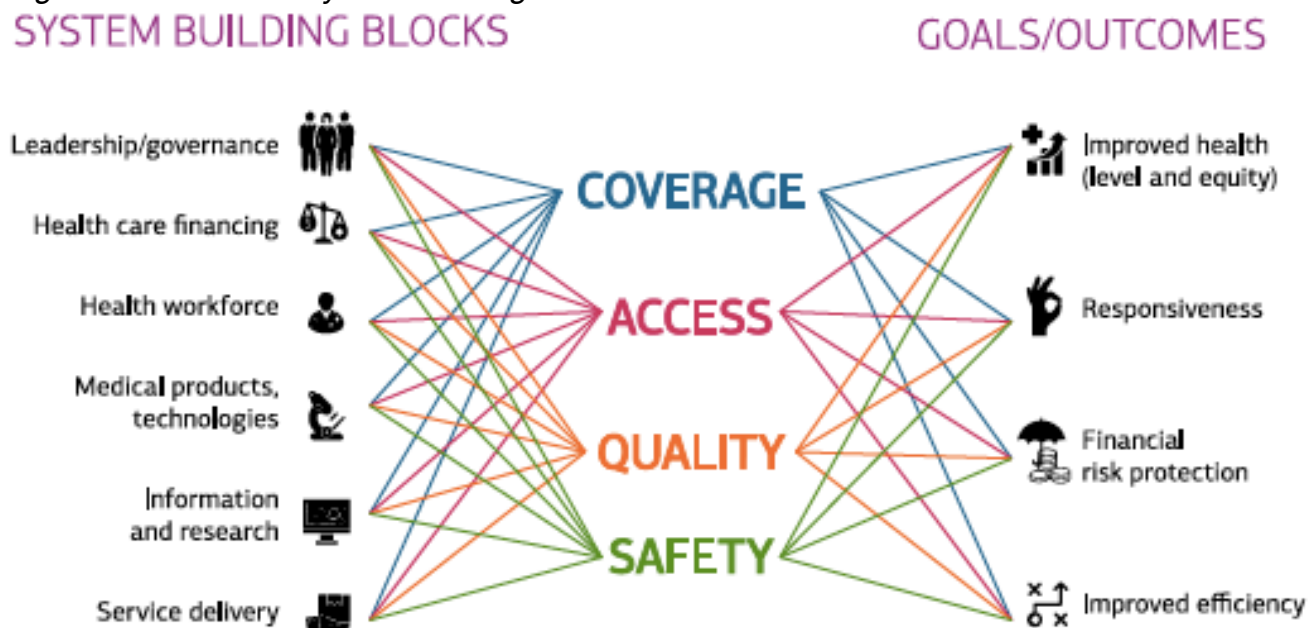 SYSTEM BUILDING BLOCKS
GOALS/OUTCOMES
Leadership/governance
Health care financing
Health workforce
Medical products,
technologies
Information
and research
Service delivery
COVERAGE
ACCESS
QUALITY
SAFETY
Improved health
(level and equity)
Responsiveness
Financial
risk protection
Improved efficiency